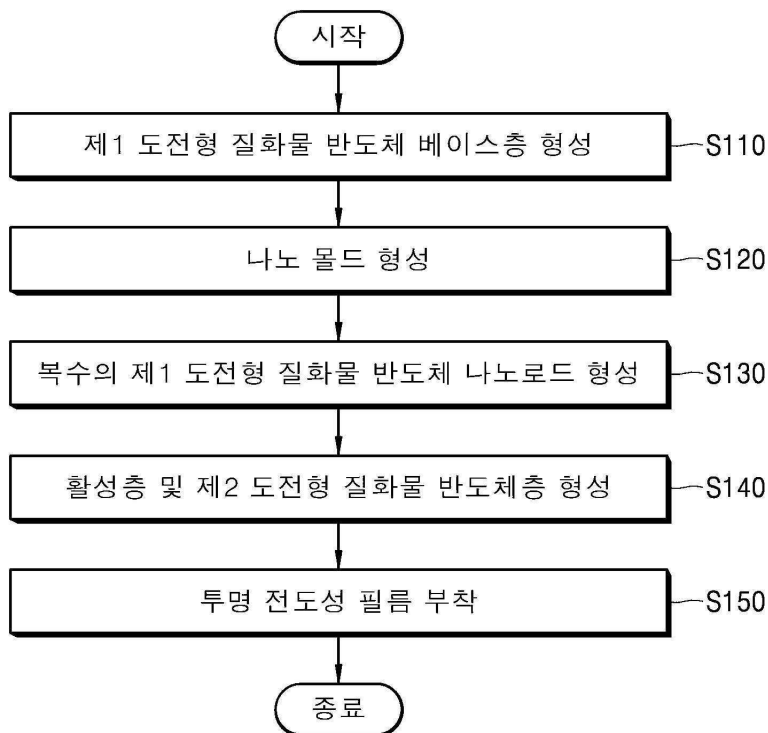 시작
제1 도전형 질화물 반도체 베이스층 형성
S110
나노 몰드 형성
S120
복수의 제1 도전형 질화물 반도체 나노로드 형성
S130
활성층 및 제2 도전형 질화물 반도체층 형성
S140
투명 전도성 필름 부착
S150
종료